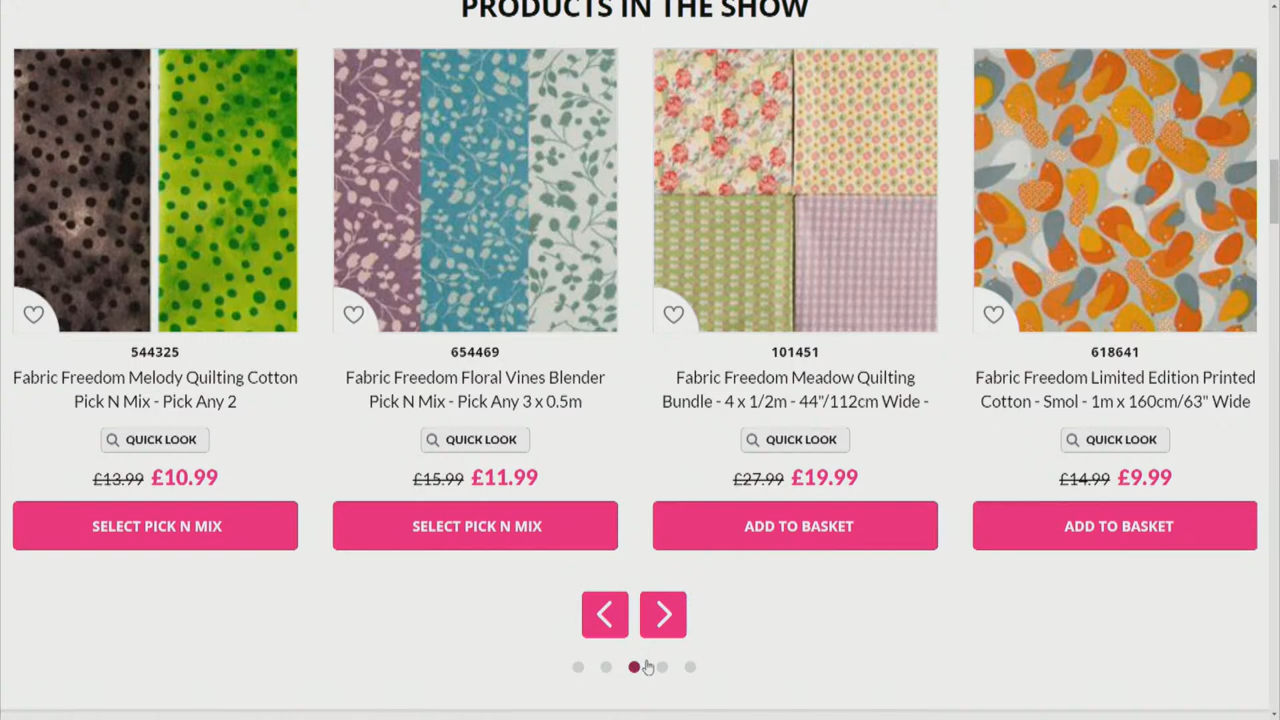 PRODUCTS IN THE SHOW
544325
Fabric Freedom Melody Quilting Cotton
Pick N Mix - Pick Any 2
QUICK LOOK
£13.99 £10.99
SELECT PICK N MIX
654469
Fabric Freedom Floral Vines Blender
Pick N Mix - Pick Any 3 x 0.5m
QUICK LOOK
£15.99 £11.99
SELECT PICK N MIX
101451
Fabric Freedom Meadow Quilting
Bundle - 4 x 1/2m - 44"/112cm Wide -
QUICK LOOK
£27.99 £19.99
ADD TO BASKET
618641
Fabric Freedom Limited Edition Printed
Cotton - Smol - 1m x 160cm/63" Wide
QUICK LOOK
£14.99 £9.99
ADD TO BASKET